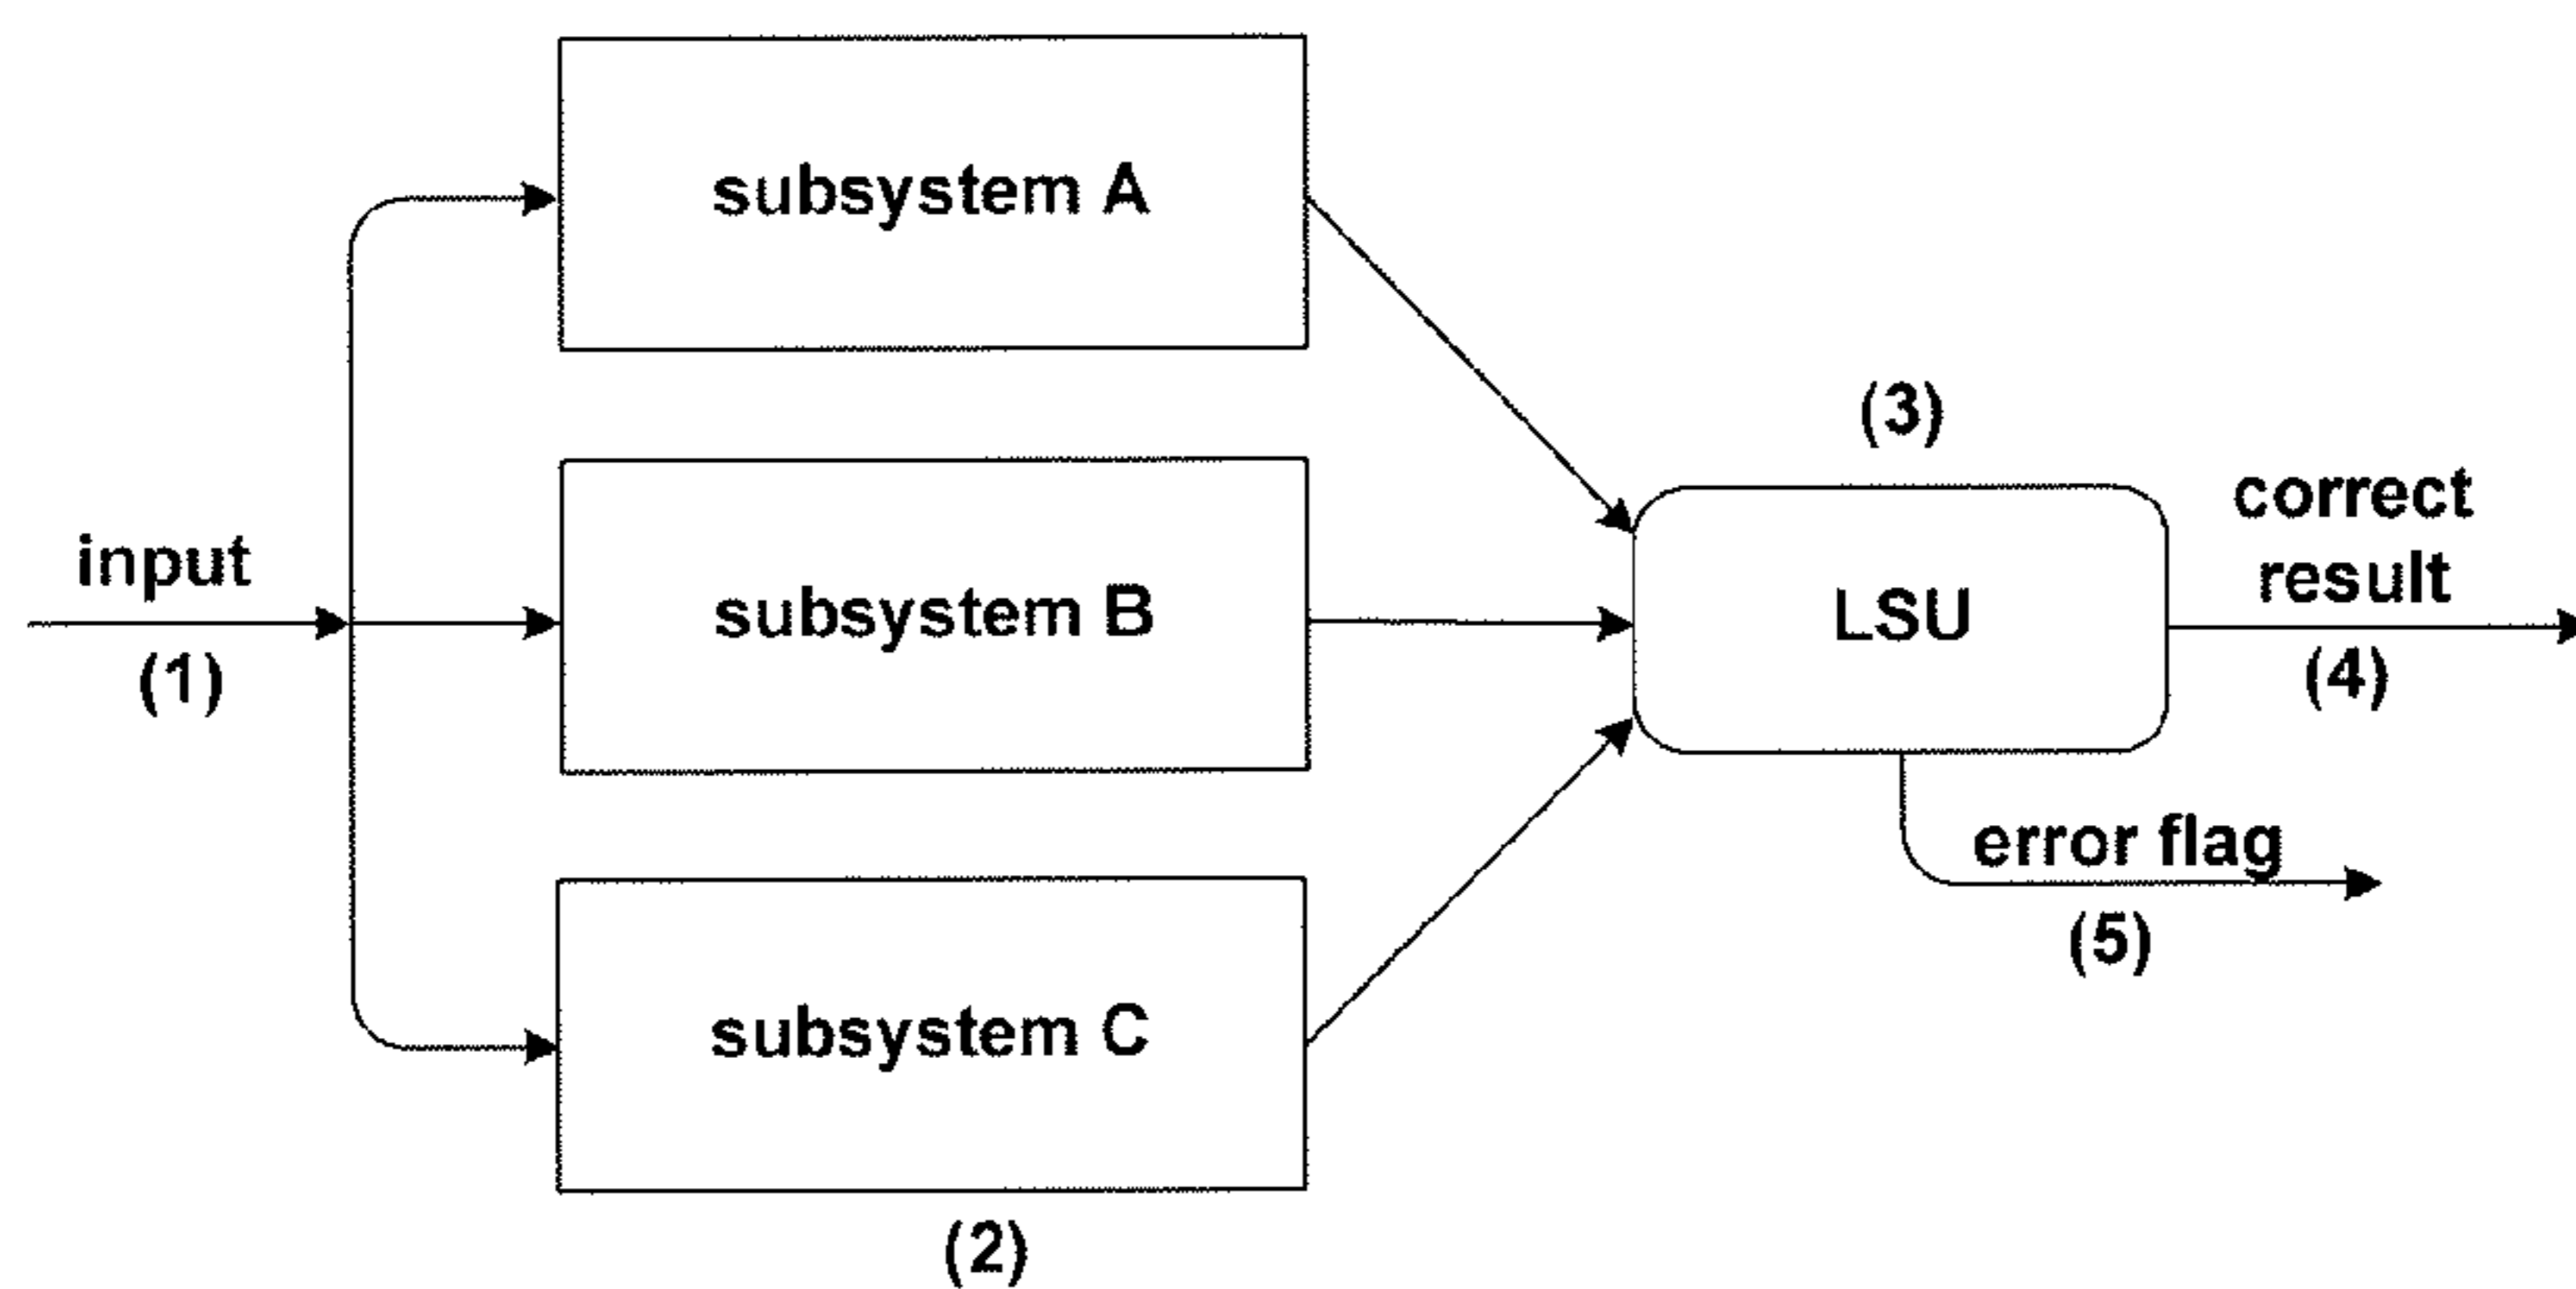 subsystem A
(3)
subsystem B
input
(1)
LSU
correct
result
(4)
error flag
(5)
subsystem C
(2)